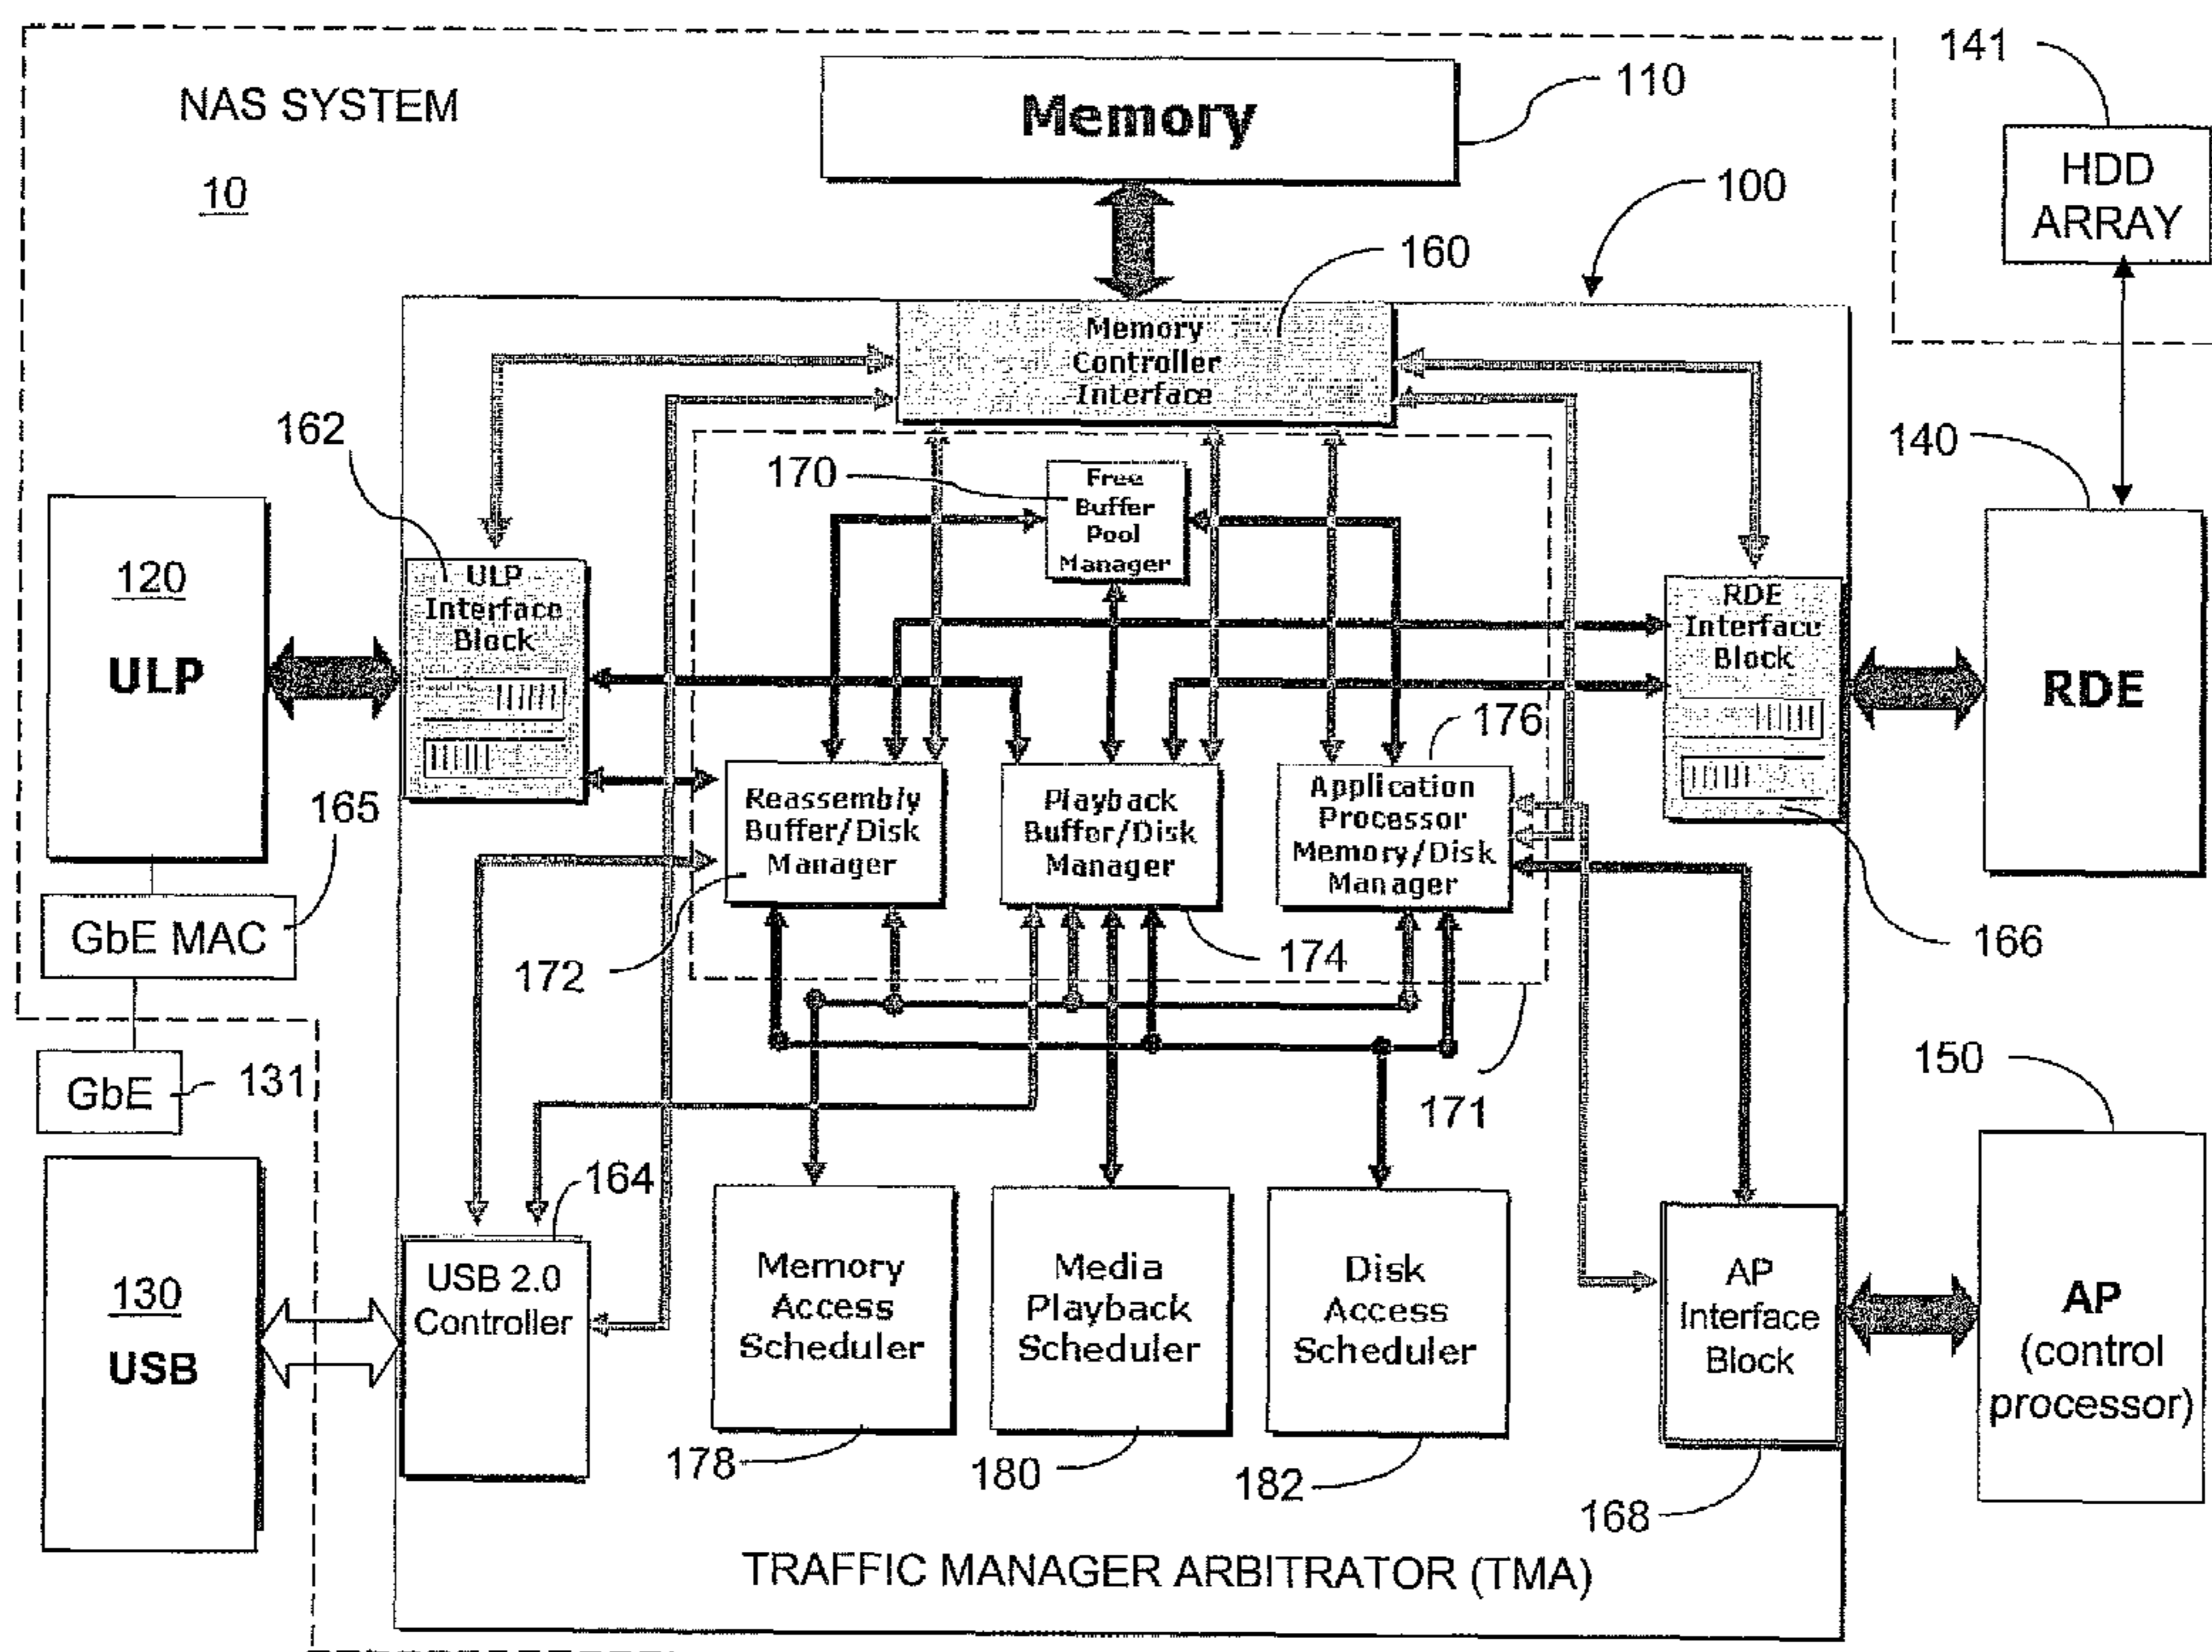 NAS SYSTEM
10
Memory
110
141
HDD
ARRAY
100
160
Memory
Controller
Interface
162
170
Free
Buffer
Pool
Manager
140
120
ULP
ULP
Interface
Block
RDE
Interface
Block
RDE
176
165
GbE MAC
Reassembly
Buffer/Disk
Manager
Playback
Buffer/Disk
Manager
Application
Processor
Memory/Disk
Manager
172
174
166
GbE
131
171
150
164
130
USB
USB 2.0
Controller
Memory
Access
Scheduler
Media
Playback
Scheduler
Disk
Access
Scheduler
AP
Interface
Block
AP
(control
processor)
178
180
182
168
TRAFFIC MANAGER ARBITRATOR (TMA)